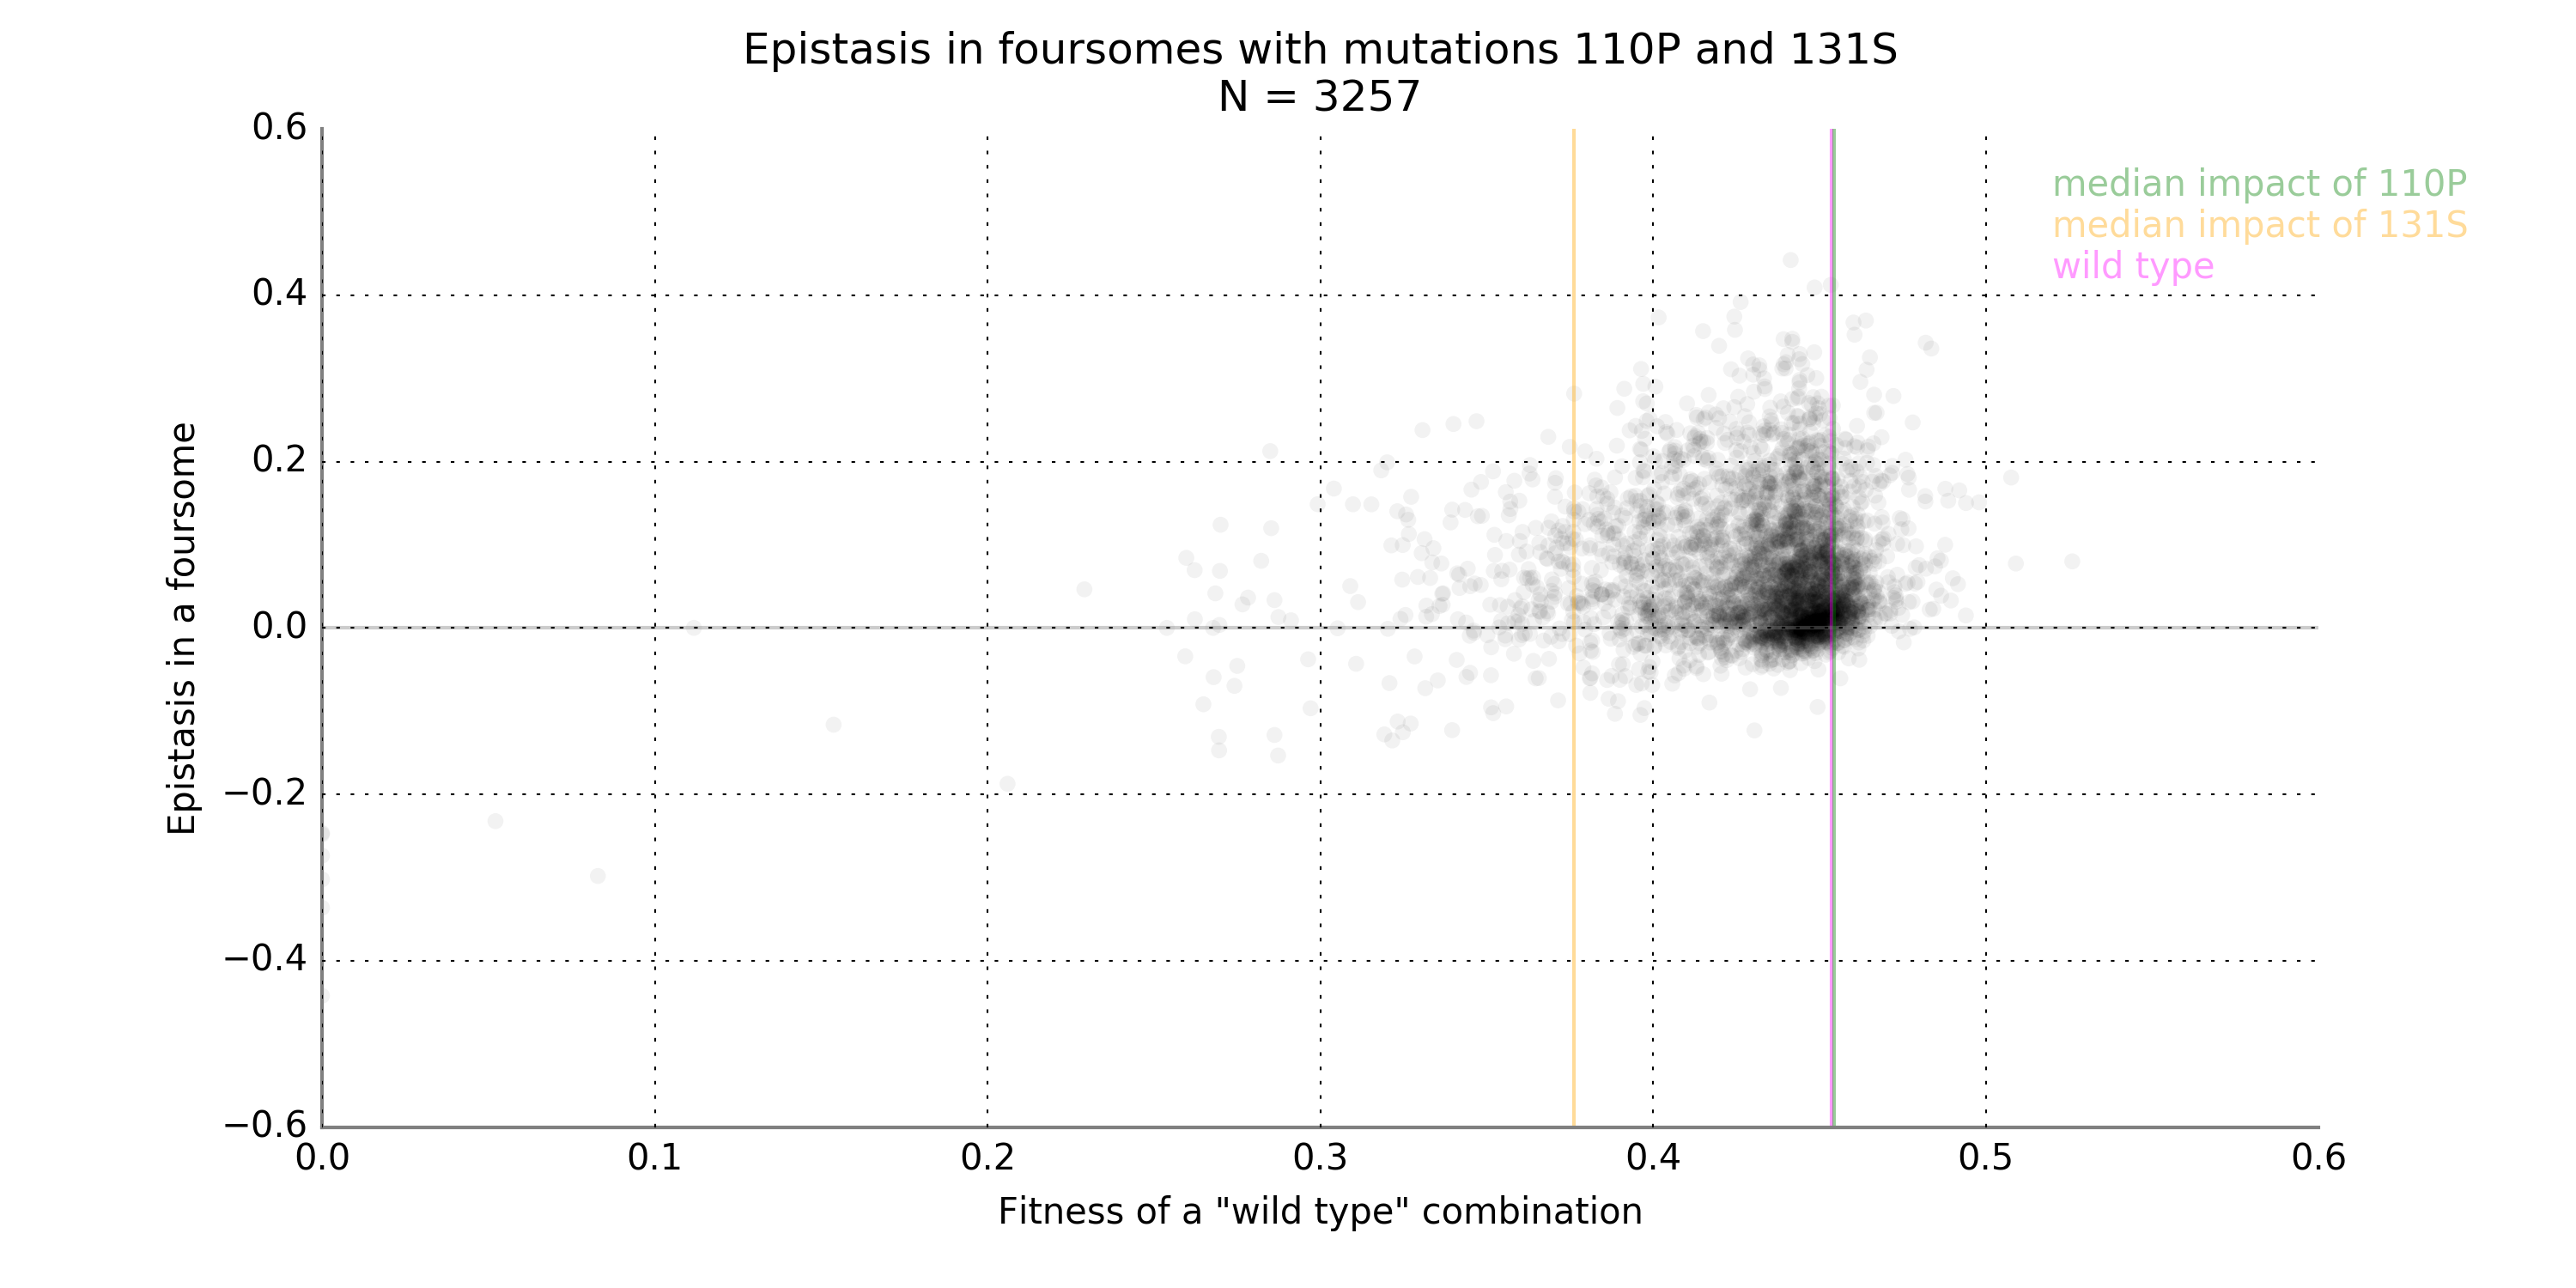 Epistasis in foursomes with mutations 110P and 131S
N = 3257
median impact of 110P
median impact of 131S
wild type
Epistasis in a foursome
0.6
0.4
0.2
0.0
−0.2
−0.4
−0.6
0.0 0.1 0.2 0.3 0.4 0.5 0.6
Fitness of a "wild type" combination